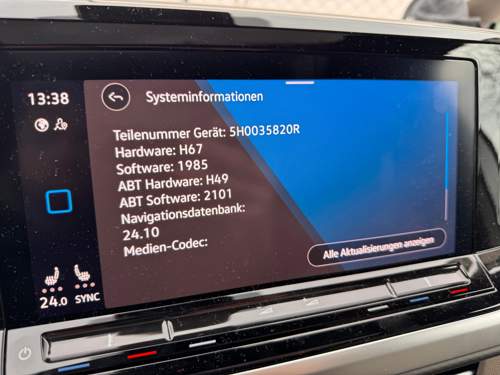 13:38
Systeminformationen
Teilenummer Gerät: 5H0035820R
Hardware: H67
Software: 1985
ABT Hardware: H49
ABT Software: 2101
Navigationsdatenbank:
24.10
Medien-Codec:
Alle Aktualisierungen anzeigen
24.0 SYNC